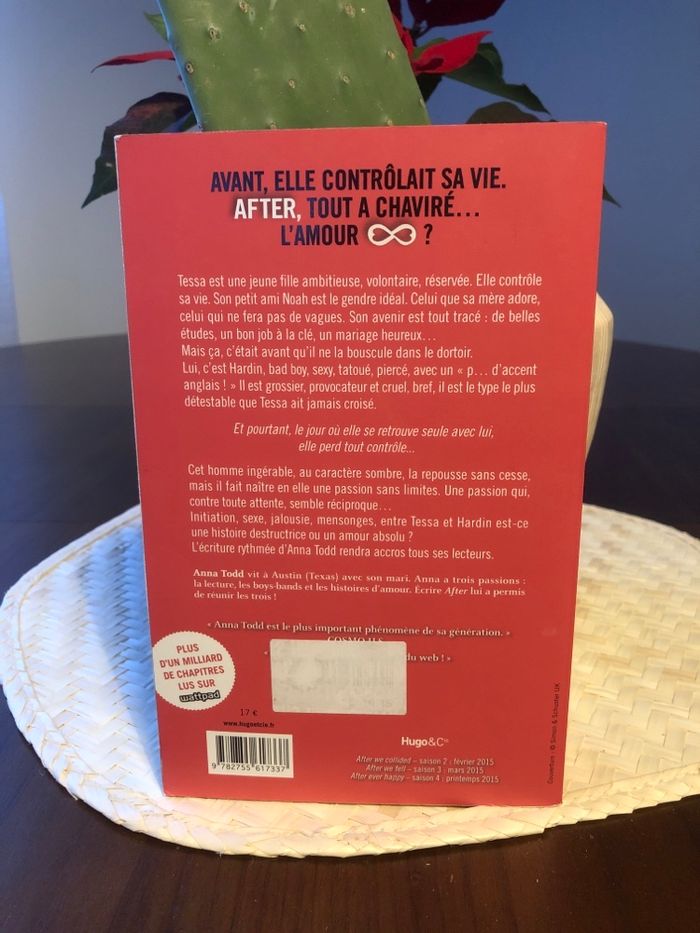 AVANT, ELLE CONTRÔLAIT SA VIE.
AFTER, TOUT A CHAVIRÉ...
L'AMOUR ?
Tessa est une jeune fille ambitieuse, volontaire, réservée. Elle contrôle
sa vie. Son petit ami Noah est le gendre idéal. Celui que sa mère adore,
celui qui ne fera pas de vagues. Son avenir est tout tracé : de belles
études, un bon job à la clé, un mariage heureux...
Mais ça, c'était avant qu'il ne la bouscule dans le dortoir.
Lui, c'est Hardin, bad boy, sexy, tatoué, piercé, avec un « p... d'accent
anglais ! » Il est grossier, provocateur et cruel, bref, il est le type le plus
détestable que Tessa ait jamais croisé.
Et pourtant, le jour où elle se retrouve seule avec lui,
elle perd tout contrôle...
Cet homme ingérable, au caractère sombre, la repousse sans cesse,
mais il fait naître en elle une passion sans limites. Une passion qui,
contre toute attente, semble réciproque...
Initiation, sexe, jalousie, mensonges, entre Tessa et Hardin est-ce
une histoire destructrice ou un amour absolu ?
L'écriture rythmée d'Anna Todd rendra accros tous ses lecteurs.
Anna Todd vit à Austin (Texas) avec son mari. Anna a trois passions :
la lecture, les boys-bands et les histoires d'amour. Écrire After lui a permis
de réunir les trois !
« Anna Todd est le plus important phénomène de sa génération. »
« du web ! »
PLUS
D'UN MILLIARD
DE CHAPITRES
LUS SUR
wattpad
17 €
www.hugoetcie.fr
9 782755 617337
Hugo&Cie
After we collided – saison 2 : février 2015
After we fell – saison 3 : mars 2015
After ever happy – saison 4 : printemps 2015
Couverture : © Simon & Schuster UK